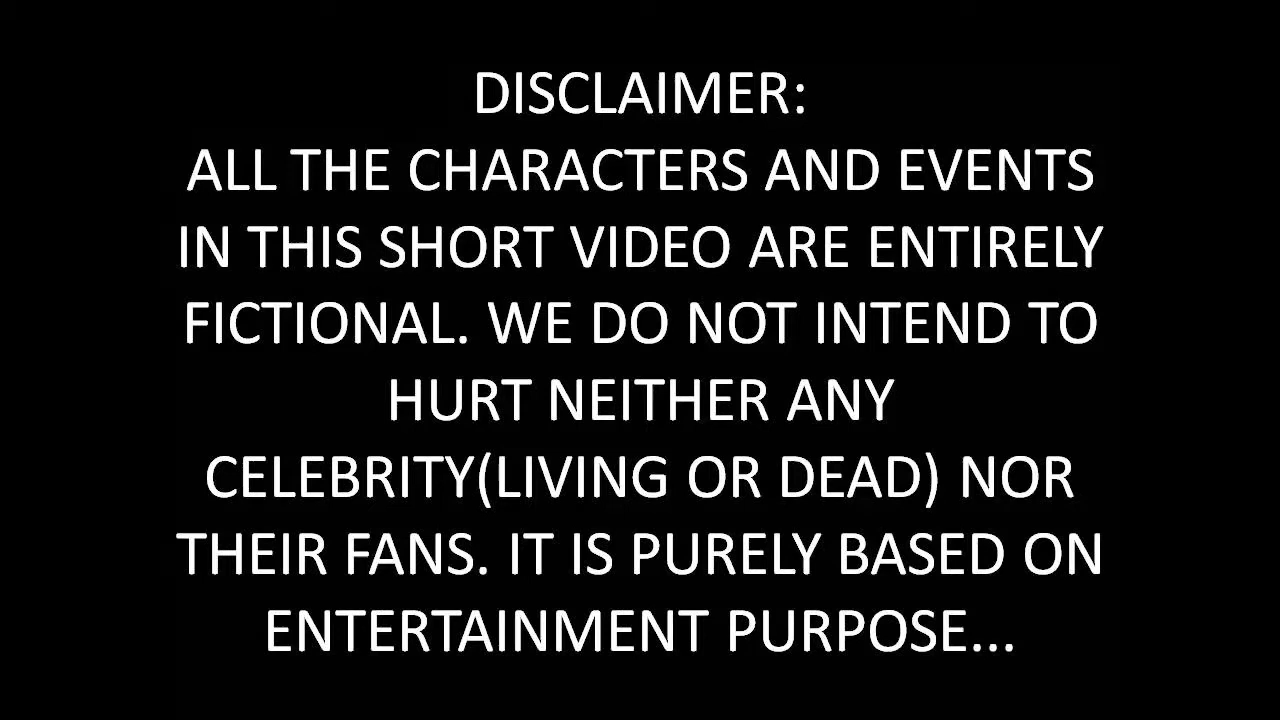 DISCLAIMER:
ALL THE CHARACTERS AND EVENTS
IN THIS SHORT VIDEO ARE ENTIRELY
FICTIONAL. WE DO NOT INTEND TO
HURT NEITHER ANY
CELEBRITY(LIVING OR DEAD) NOR
THEIR FANS. IT IS PURELY BASED ON
ENTERTAINMENT PURPOSE...